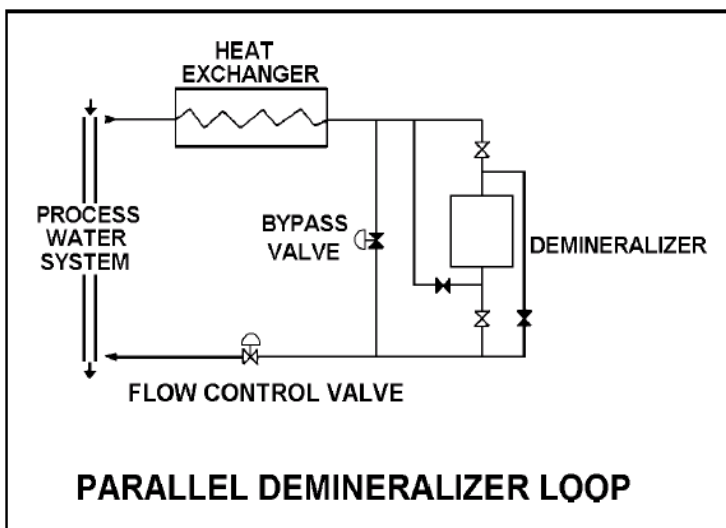 HEAT
EXCHANGER
PROCESS
WATER
SYSTEM
BYPASS
VALVE
DEMINERALIZER
FLOW CONTROL VALVE
PARALLEL DEMINERALIZER LOOP